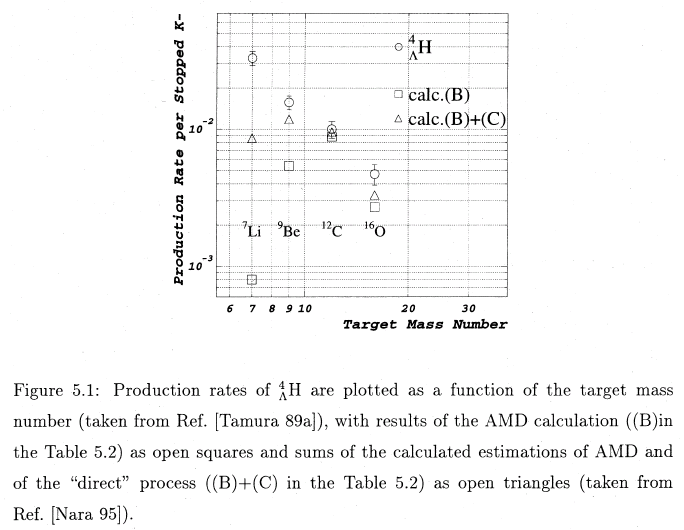 Production Rate per Stopped K-
10⁻²
10⁻³
⁴ΛH
calc.(B)
calc.(B)+(C)
⁷Li ⁹Be ¹²C ¹⁶O
6 7 8 9 10 20 30
Target Mass Number
Figure 5.1: Production rates of ⁴ΛH are plotted as a function of the target mass
number (taken from Ref. [Tamura 89a]), with results of the AMD calculation ((B)in
the Table 5.2) as open squares and sums of the calculated estimations of AMD and
of the “direct” process ((B)+(C) in the Table 5.2) as open triangles (taken from
Ref. [Nara 95]).